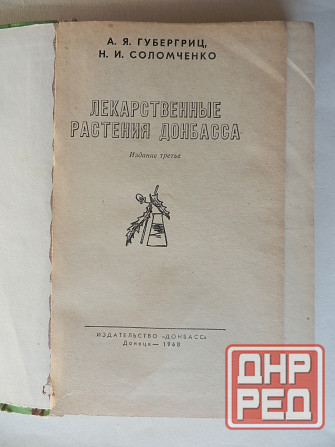 А. Я. ГУБЕРГРИЦ,
Н. И. СОЛОМЧЕНКО
ЛЕКАРСТВЕННЫЕ
РАСТЕНИЯ ДОНБАССА
Издание третье
ИЗДАТЕЛЬСТВО «ДОНБАСС»
Донецк — 1968
ДНР
РЕД